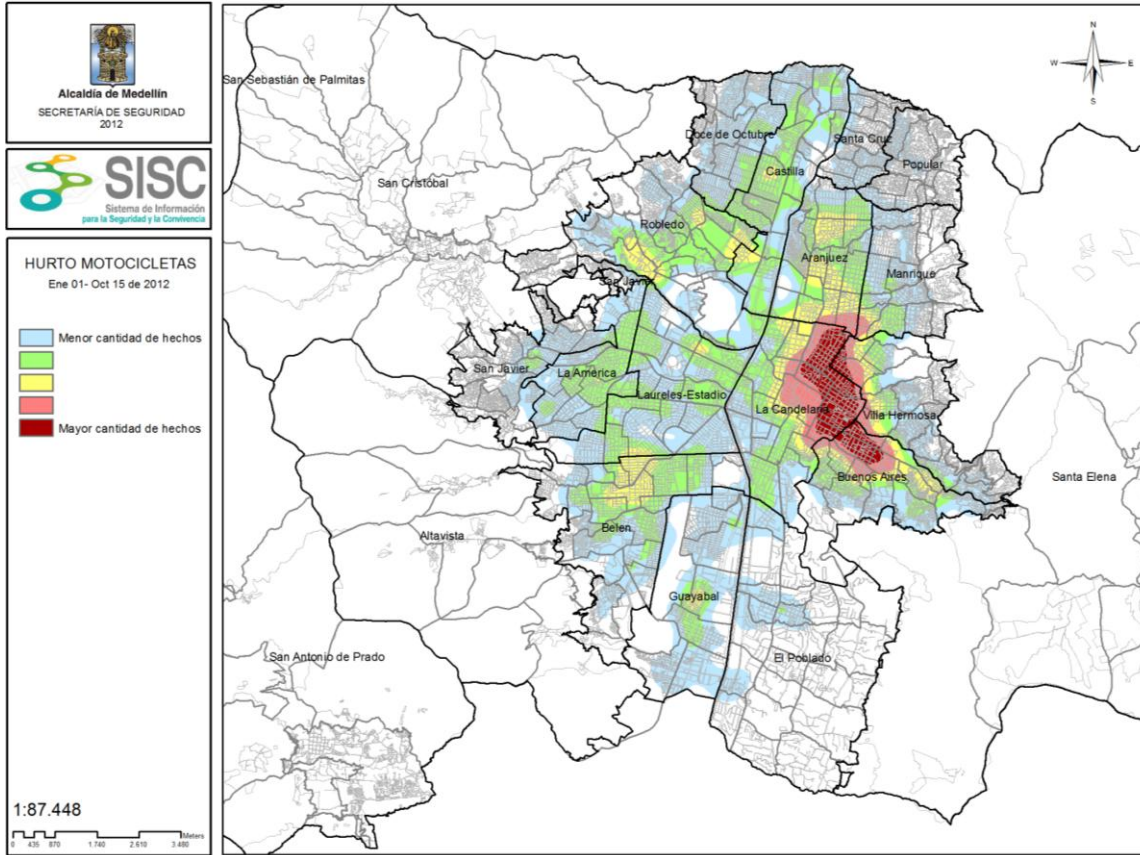 Alcaldía de Medellín
SECRETARÍA DE SEGURIDAD
2012
SISC
Sistema de Información
para la Seguridad y la Convivencia
HURTO MOTOCICLETAS
Ene 01- Oct 15 de 2012
Menor cantidad de hechos
Mayor cantidad de hechos
1:87.448
Meters
0 435 870 1.740 2.610 3.480
N
W E
S
San Sebastián de Palmitas
Doce de Octubre
Santa Cruz
Popular
Castilla
San Cristóbal
Robledo
Aranjuez
Manrique
San Javier
San Javier
La América
Laureles-Estadio
La Candelaria
Villa Hermosa
Buenos Aires
Santa Elena
Belén
Altavista
Guayabal
San Antonio de Prado
El Poblado